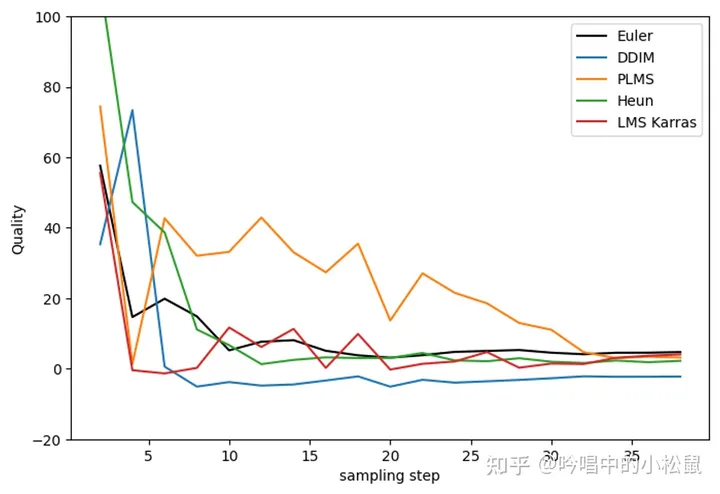 100
80
60
40
20
0
−20
Quality
Euler
DDIM
PLMS
Heun
LMS Karras
5
10
15
20
25
30
35
sampling step
知乎 @吟唱中的小松鼠